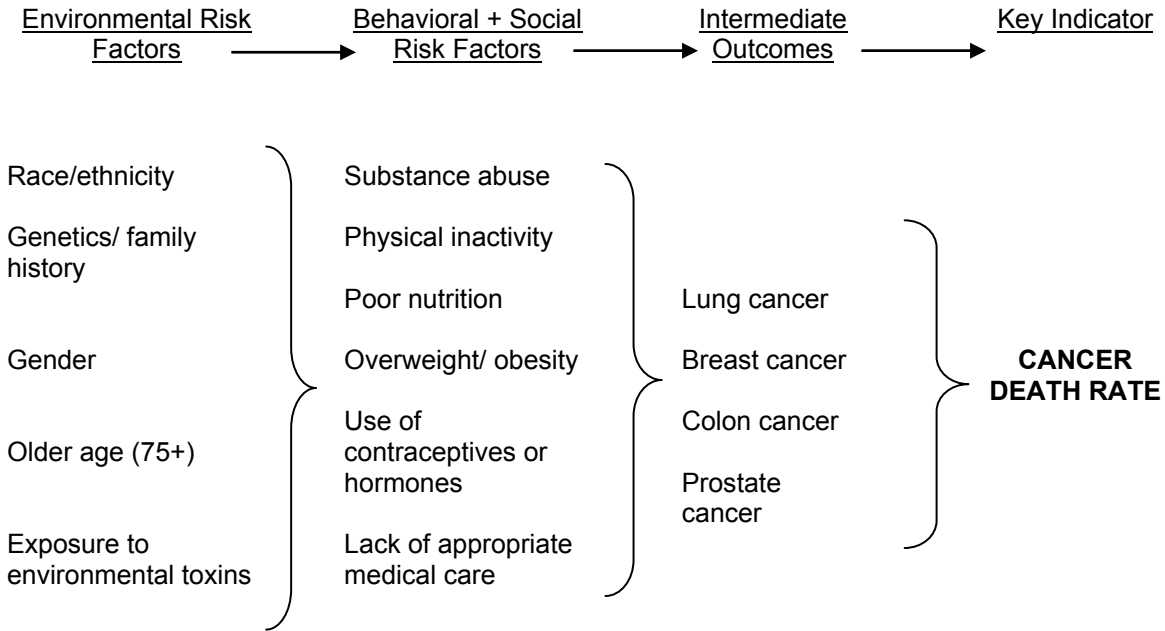 Environmental Risk
Factors
Behavioral + Social
Risk Factors
Intermediate
Outcomes
Key Indicator
Race/ethnicity
Genetics/ family
history
Gender
Older age (75+)
Exposure to
environmental toxins
Substance abuse
Physical inactivity
Poor nutrition
Overweight/ obesity
Use of
contraceptives or
hormones
Lack of appropriate
medical care
Lung cancer
Breast cancer
Colon cancer
Prostate
cancer
CANCER
DEATH RATE